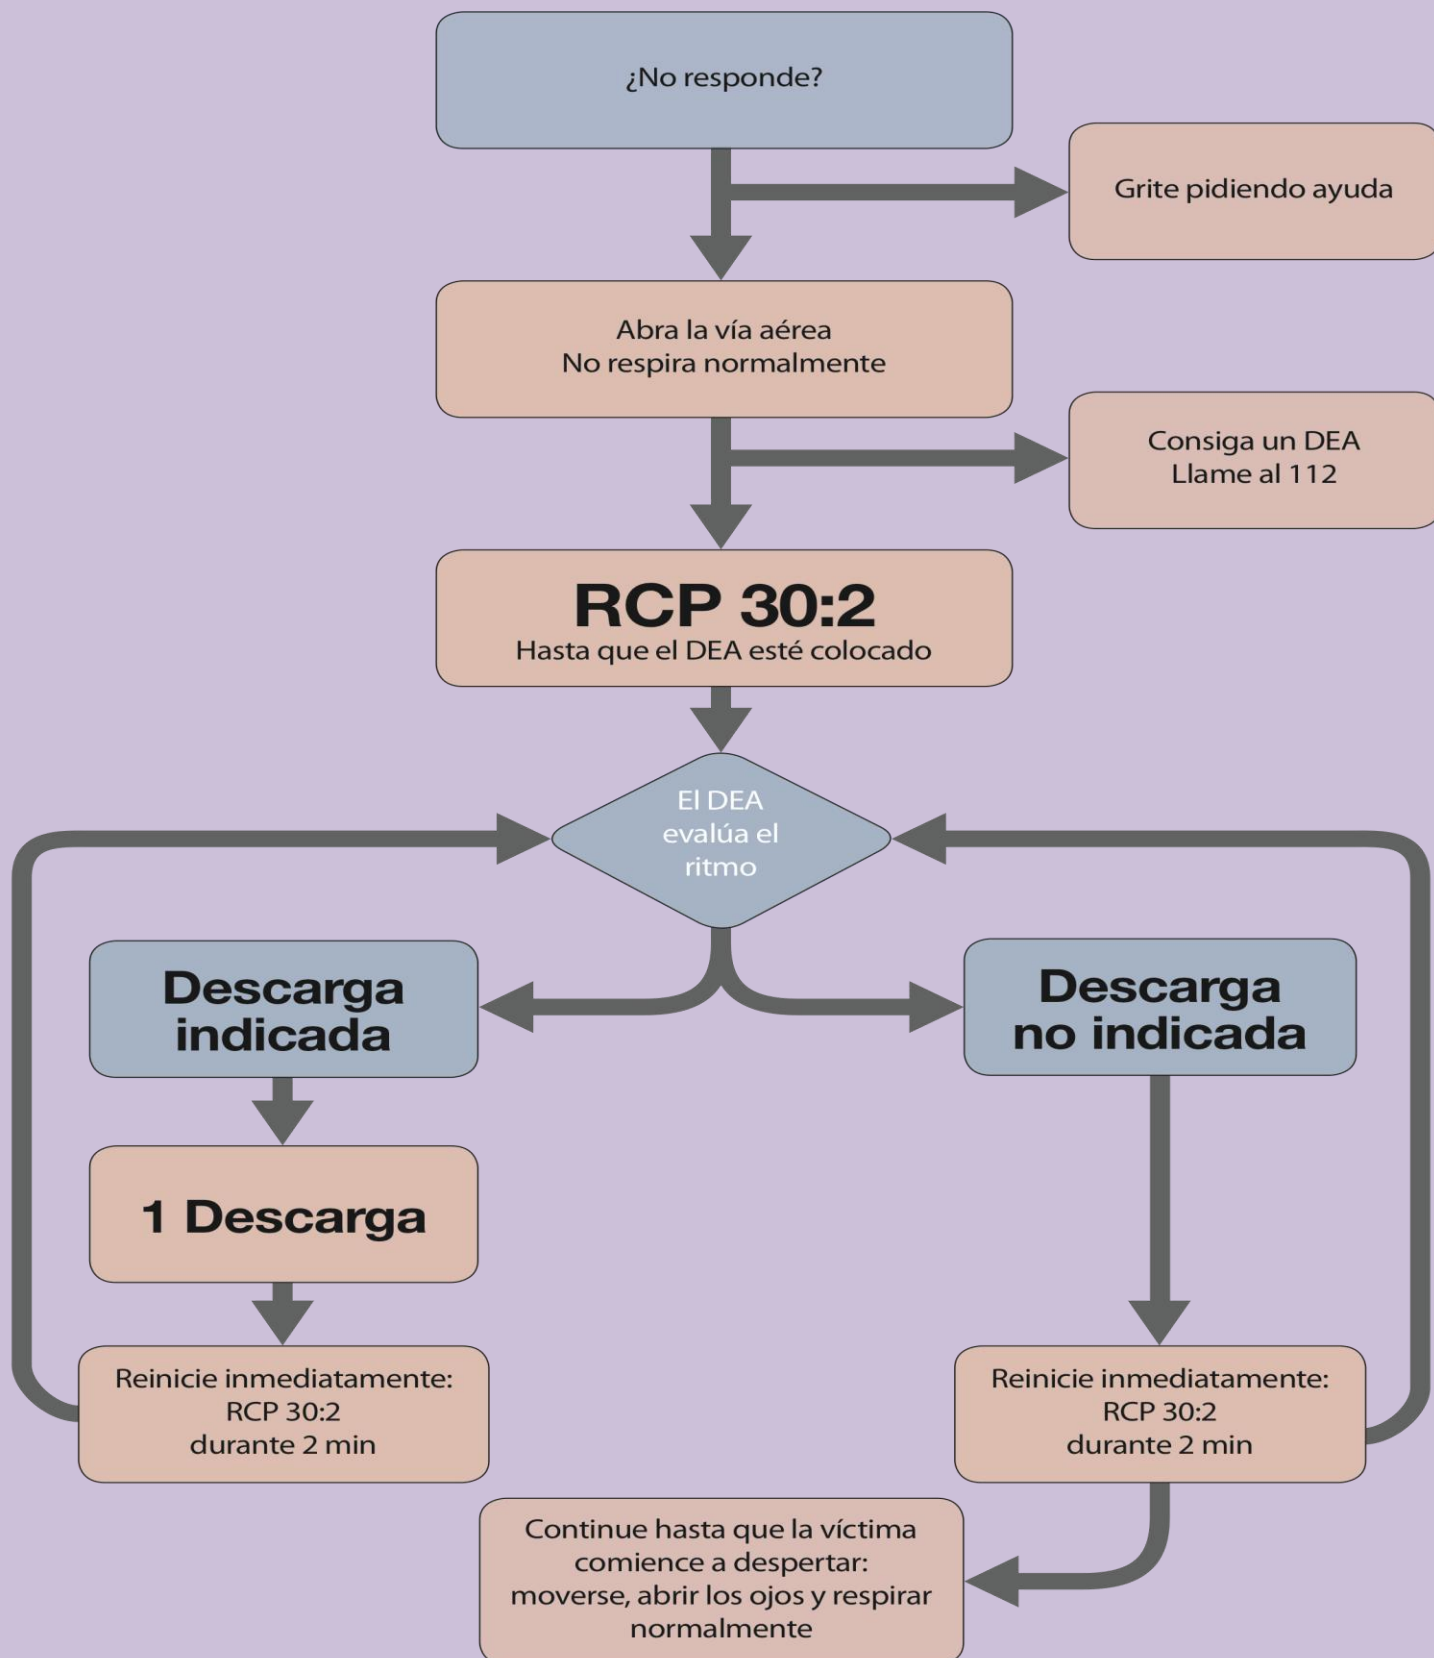 ¿No responde?
Grite pidiendo ayuda
Abra la vía aérea
No respira normalmente
Consiga un DEA
Llame al 112
RCP 30:2
Hasta que el DEA esté colocado
El DEA
evalúa el
ritmo
Descarga
indicada
Descarga
no indicada
1 Descarga
Reinicie inmediatamente:
RCP 30:2
durante 2 min
Reinicie inmediatamente:
RCP 30:2
durante 2 min
Continue hasta que la víctima
comience a despertar:
moverse, abrir los ojos y respirar
normalmente